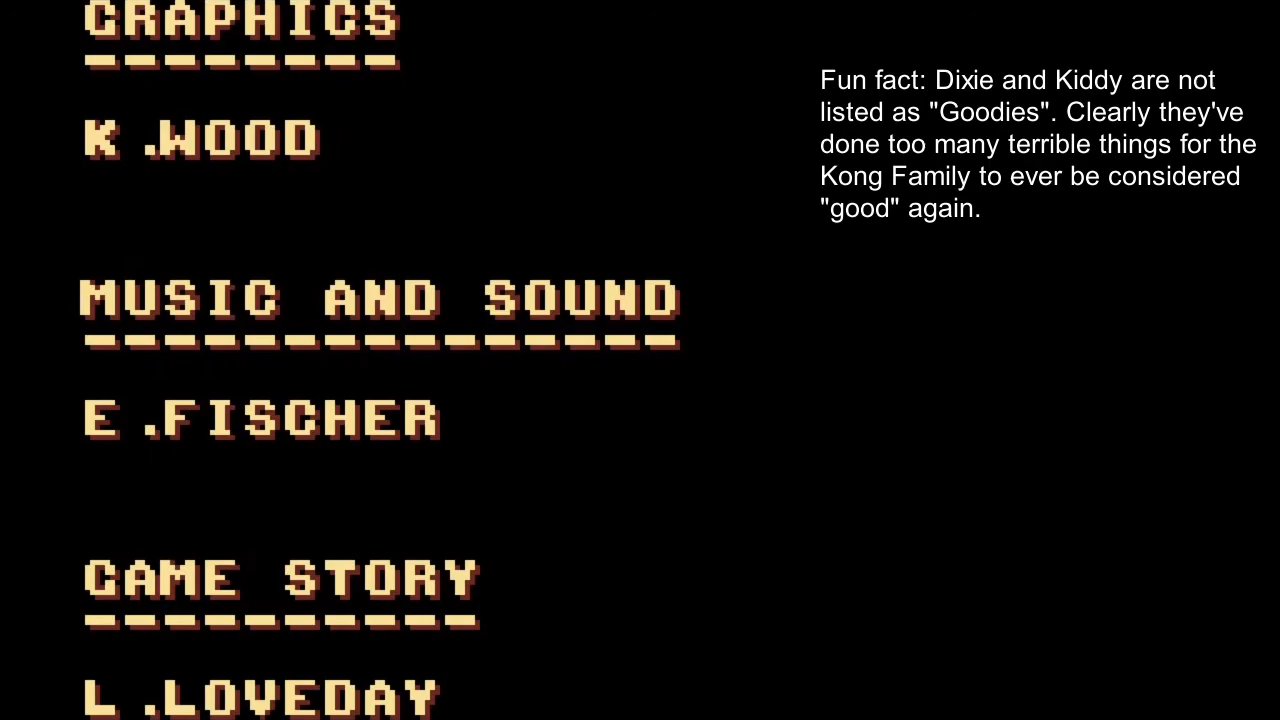 GRAPHICS
--------
K.WOOD
Fun fact: Dixie and Kiddy are not
listed as "Goodies". Clearly they've
done too many terrible things for the
Kong Family to ever be considered
"good" again.
MUSIC AND SOUND
---------------
E.FISCHER
GAME STORY
----------
L.LOVEDAY